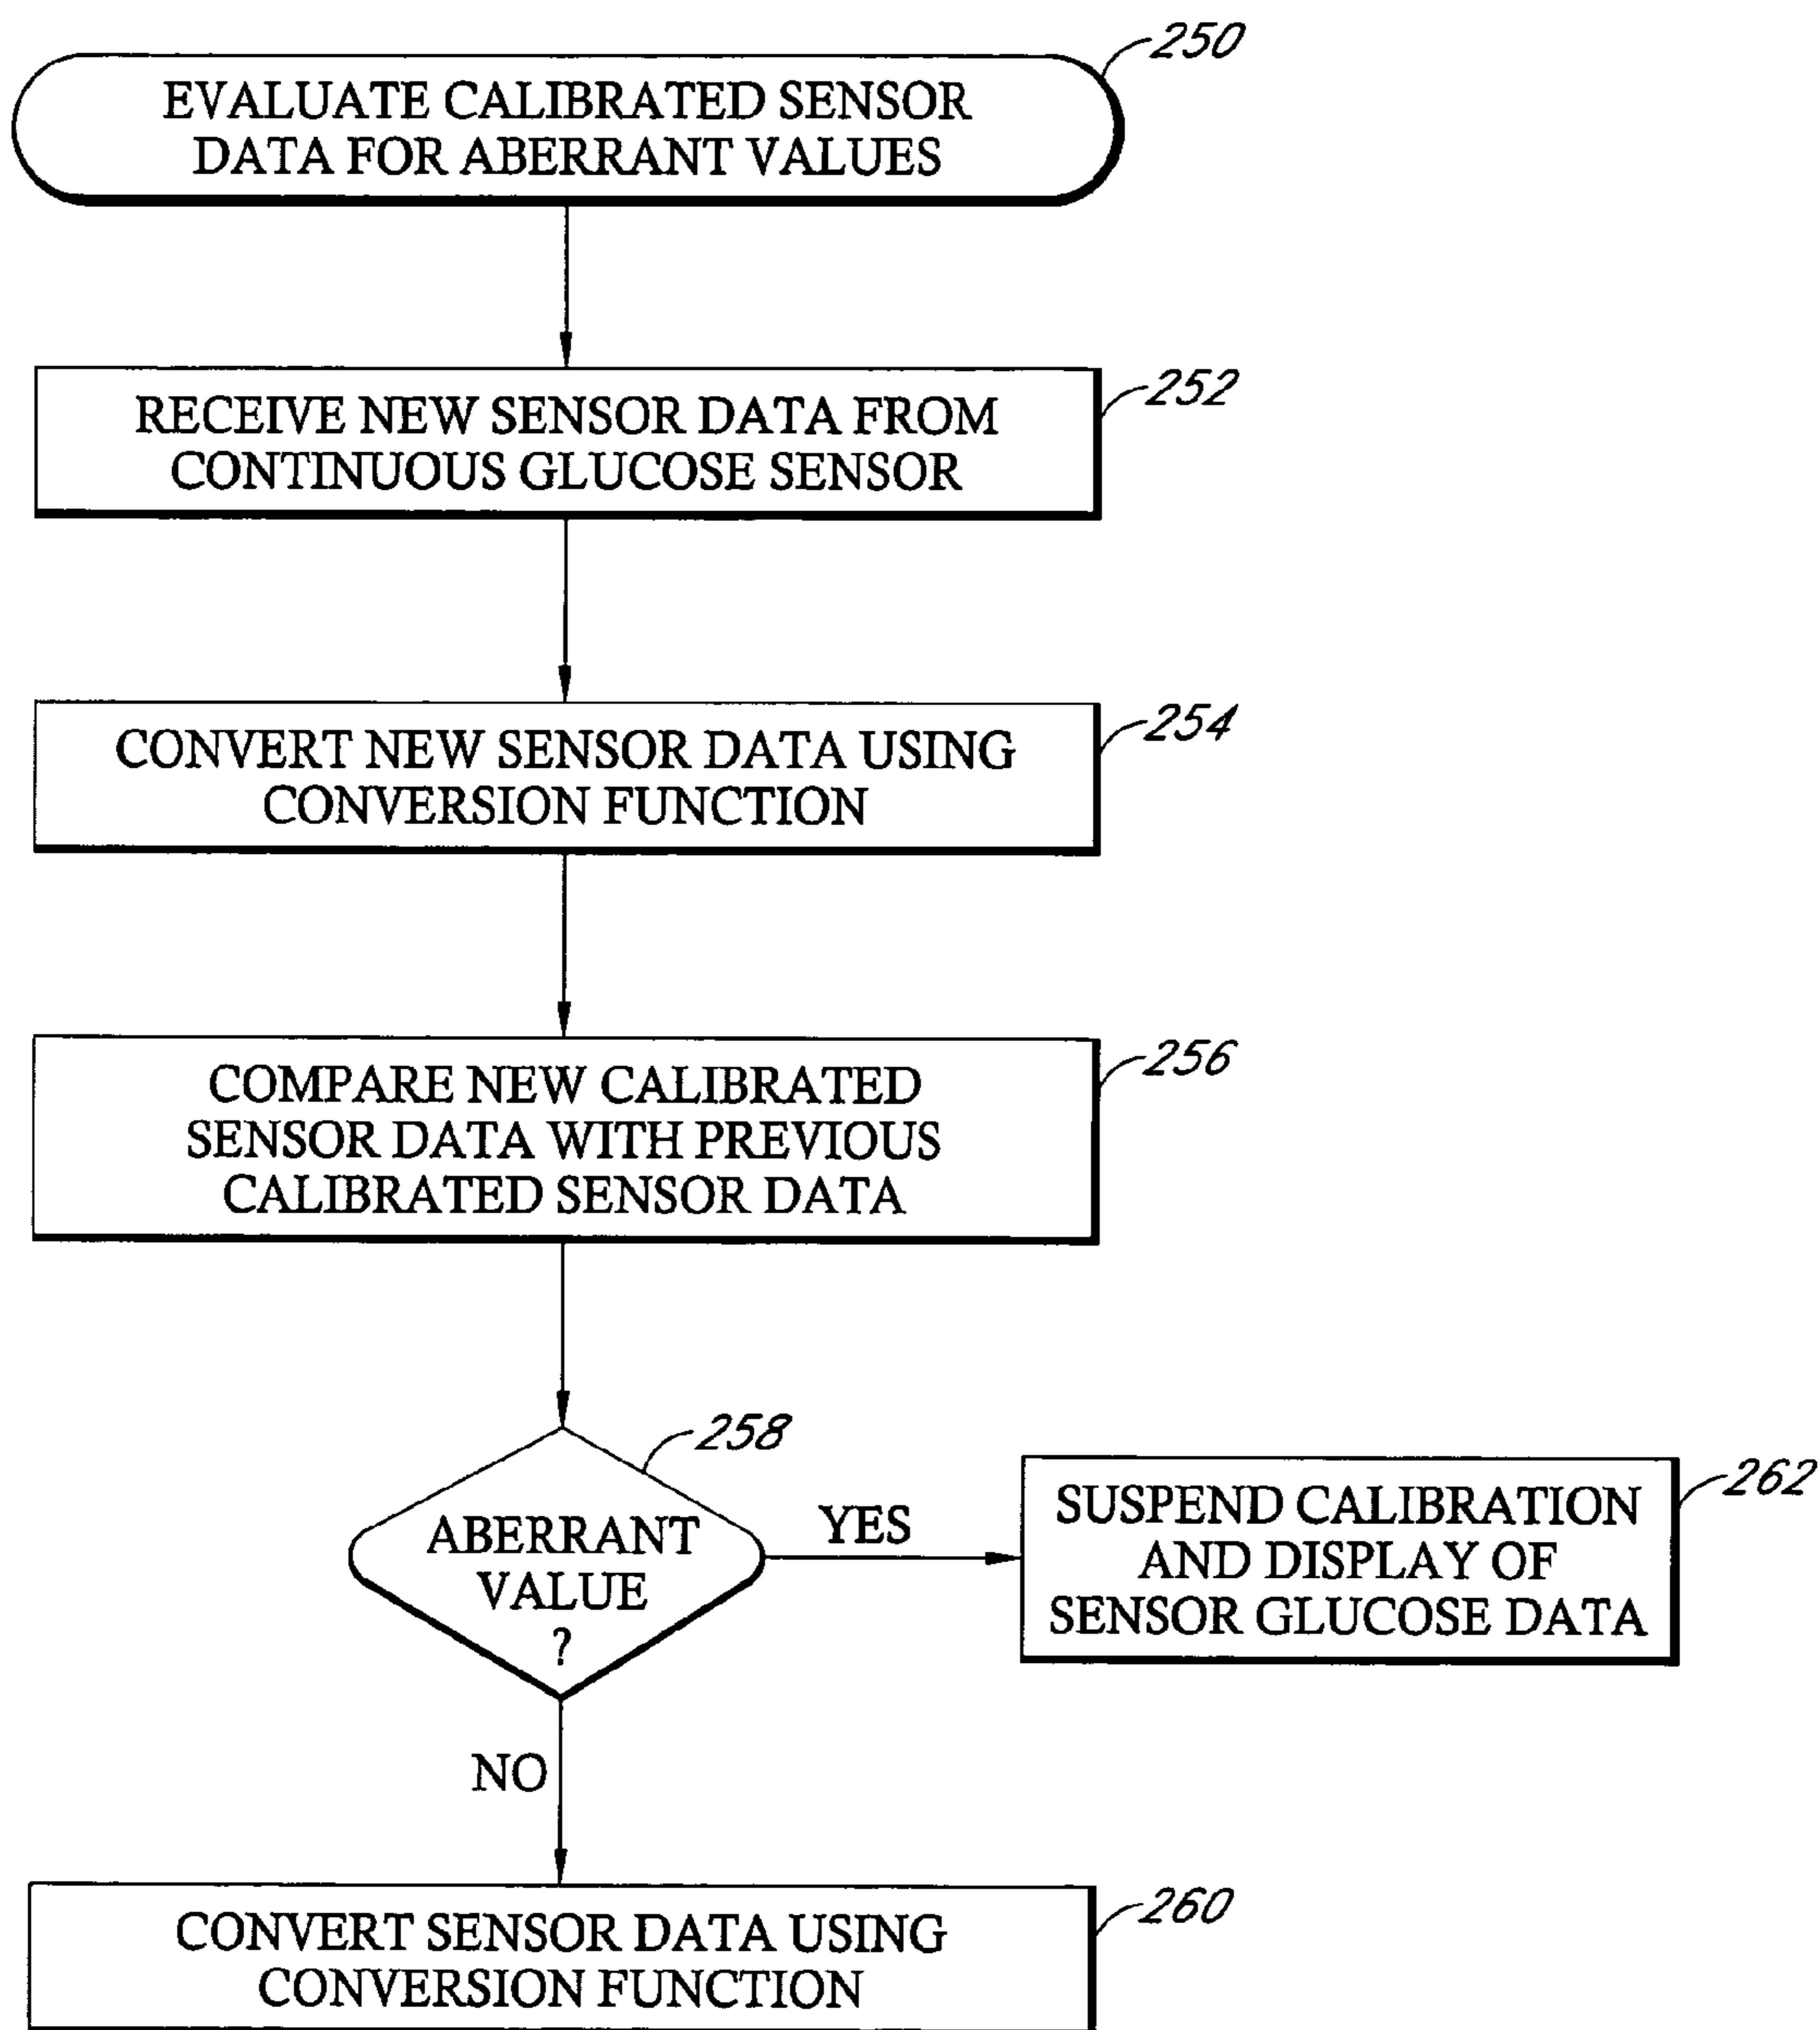 250
EVALUATE CALIBRATED SENSOR
DATA FOR ABERRANT VALUES
252
RECEIVE NEW SENSOR DATA FROM
CONTINUOUS GLUCOSE SENSOR
254
CONVERT NEW SENSOR DATA USING
CONVERSION FUNCTION
256
COMPARE NEW CALIBRATED
SENSOR DATA WITH PREVIOUS
CALIBRATED SENSOR DATA
258
ABERRANT
VALUE
?
YES
262
SUSPEND CALIBRATION
AND DISPLAY OF
SENSOR GLUCOSE DATA
NO
260
CONVERT SENSOR DATA USING
CONVERSION FUNCTION